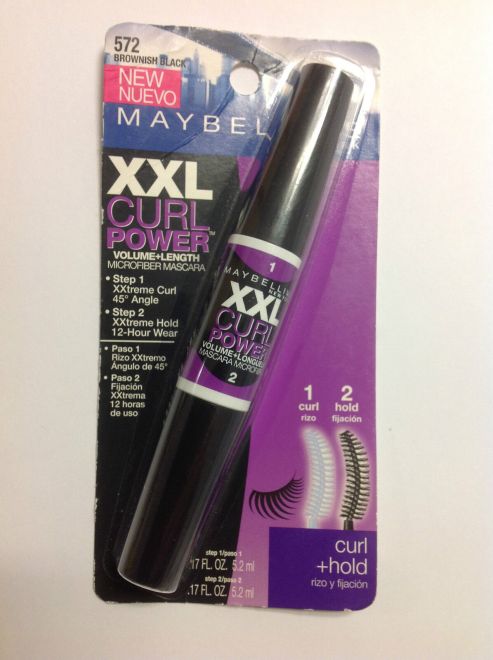 572
BROWNISH BLACK
NEW
NUEVO
MAYBEL
XXL
CURL
POWER™
VOLUME+LENGTH
MICROFIBER MASCARA
• Step 1
XXtreme Curl
45° Angle
• Step 2
XXtreme Hold
12-Hour Wear
• Paso 1
Rizo XXtremo
Ángulo de 45°
• Paso 2
Fijación
XXtrema
12 horas
de uso
1
MAYBELLIN
XXL
CURL
POWER
VOLUME+LONGUEU
MASCARA MICROFI
2
1 2
curl hold
rizo fijación
step 1/paso 1
.17 FL. OZ. 5.2 ml
step 2/paso 2
.17 FL. OZ. 5.2 ml
curl
+hold
rizo y fijación